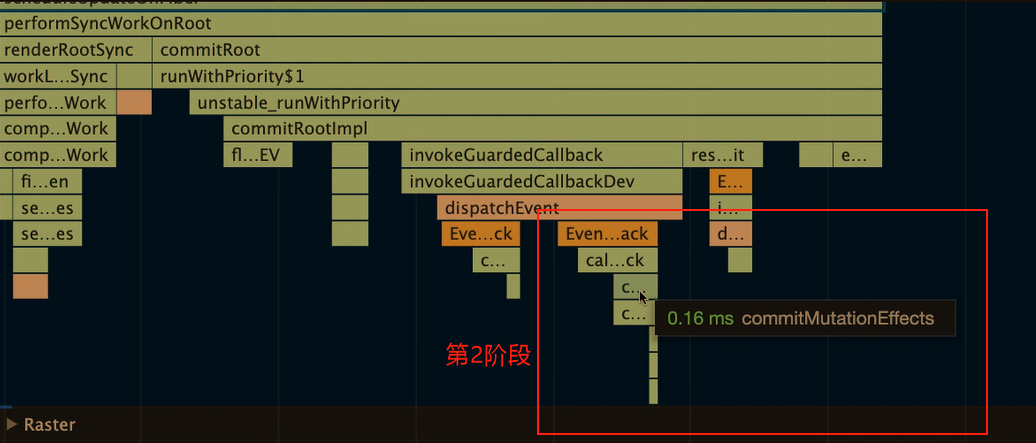 scheduleUpdateOnFiber
performSyncWorkOnRoot
renderRootSync commitRoot
workL...Sync runWithPriority$1
perfo...Work unstable_runWithPriority
comp...Work commitRootImpl
comp...Work fl...EV invokeGuardedCallback res...it e...
fi...en invokeGuardedCallbackDev E...
se...es dispatchEvent i...
se...es Eve...ck Even...ack d...
c... cal...ck
c...
c... 0.16 ms commitMutationEffects
第2阶段
Raster